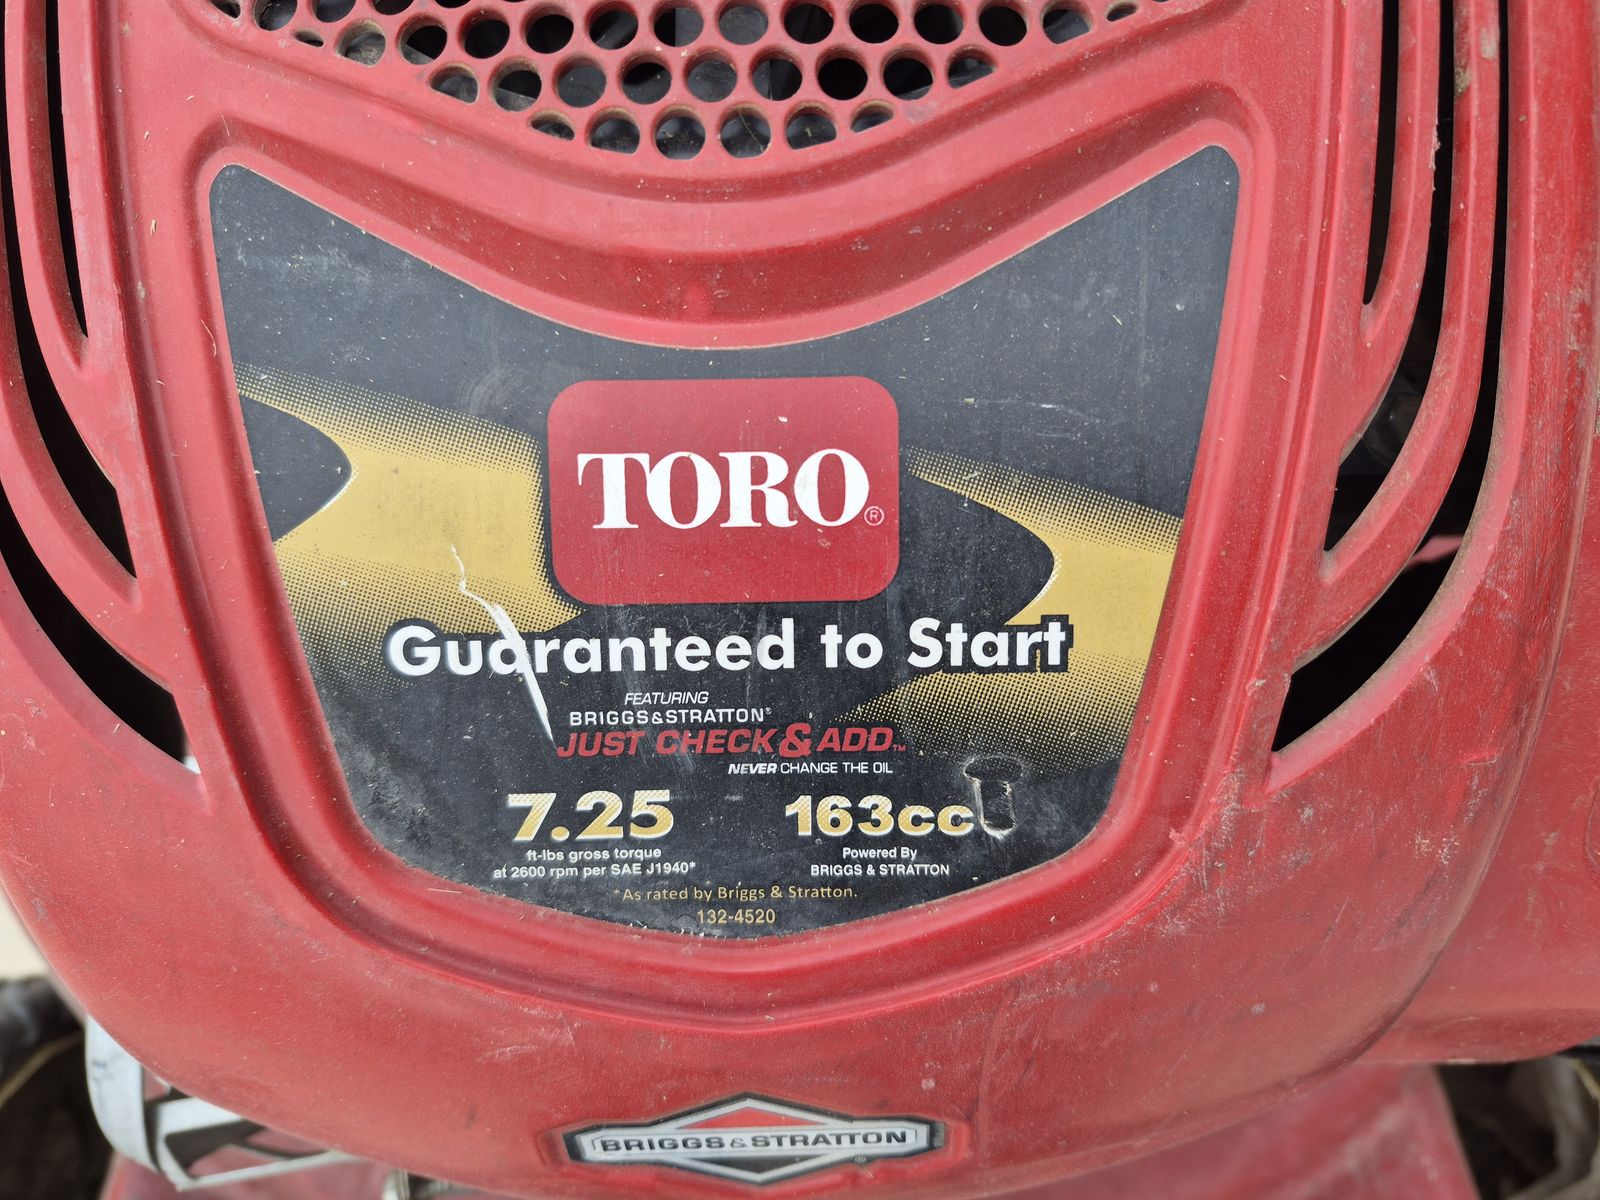 TORO®
Guaranteed to Start
FEATURING
BRIGGS&STRATTON®
JUST CHECK & ADD™
NEVER CHANGE THE OIL
7.25
ft-lbs gross torque
at 2600 rpm per SAE J1940*
163cc
Powered By
BRIGGS & STRATTON
*As rated by Briggs & Stratton.
132-4520
BRIGGS&STRATTON®